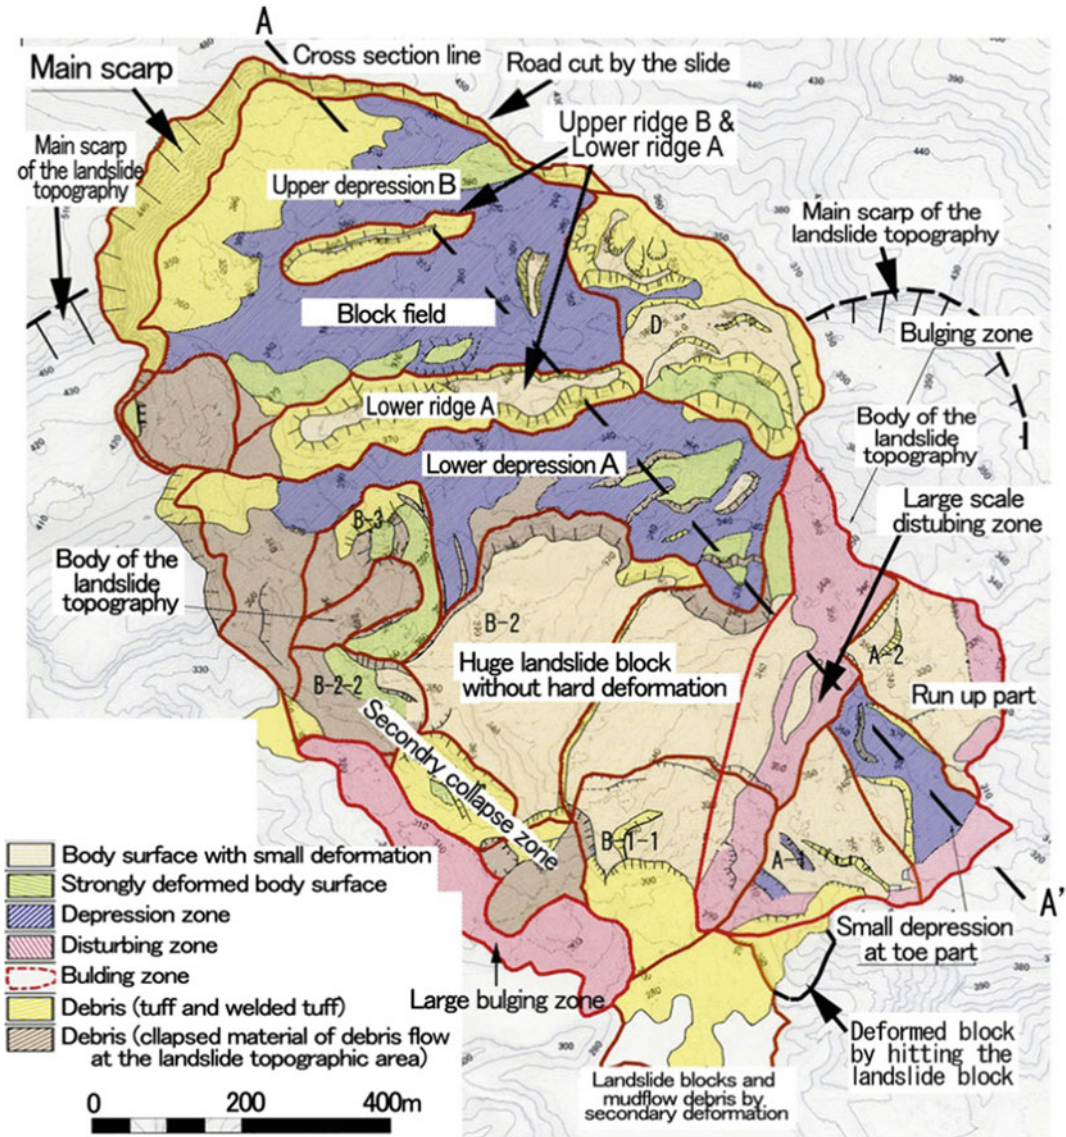 A
Cross section line
Road cut by the slide
Main scarp
Upper ridge B &
Lower ridge A
Main scarp
of the landslide
topography
Upper depression B
Main scarp of the
landslide topography
Block field
D
Bulging zone
Lower ridge A
E
Body of the
landslide
topography
Lower depression A
Large scale
distubing zone
B-3
Body of the
landslide
topography
B-2
A-2
Huge landslide block
without hard deformation
B-2-2
Run up part
Secondry collapse zone
B-1-1
A-1
A'
Body surface with small deformation
Strongly deformed body surface
Depression zone
Disturbing zone
Bulding zone
Debris (tuff and welded tuff)
Debris (cllapsed material of debris flow
at the landslide topographic area)
Small depression
at toe part
Large bulging zone
Deformed block
by hitting the
landslide block
Landslide blocks and
mudflow debris by
secondary deformation
0 200 400m